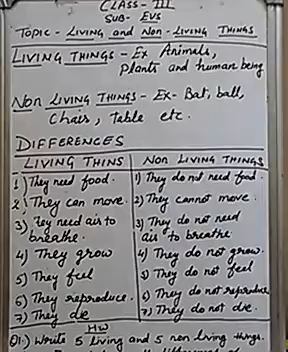 CLASS - III
SUB- EVS
Topic - LIVING and Non - LIVING THINGS
LIVING THINGS - Ex Animals,
Plants and human being
Non LIVING THINGS - Ex- Bat, ball,
Chair, table etc.
DIFFERENCES
LIVING THINS
1) They need food.
2) They can move.
3) They need air to
breathe.
4) They grow
5) They feel
6) They reproduce.
7) They die
NON LIVING THINGS
1) They do not need food.
2) They cannot move.
3) They do not need
air to breathe
4) They do not grow.
5) They do not feel
6) They do not reproduce
7) They do not die.
HW
Q1.) Write 5 living and 5 non living things.